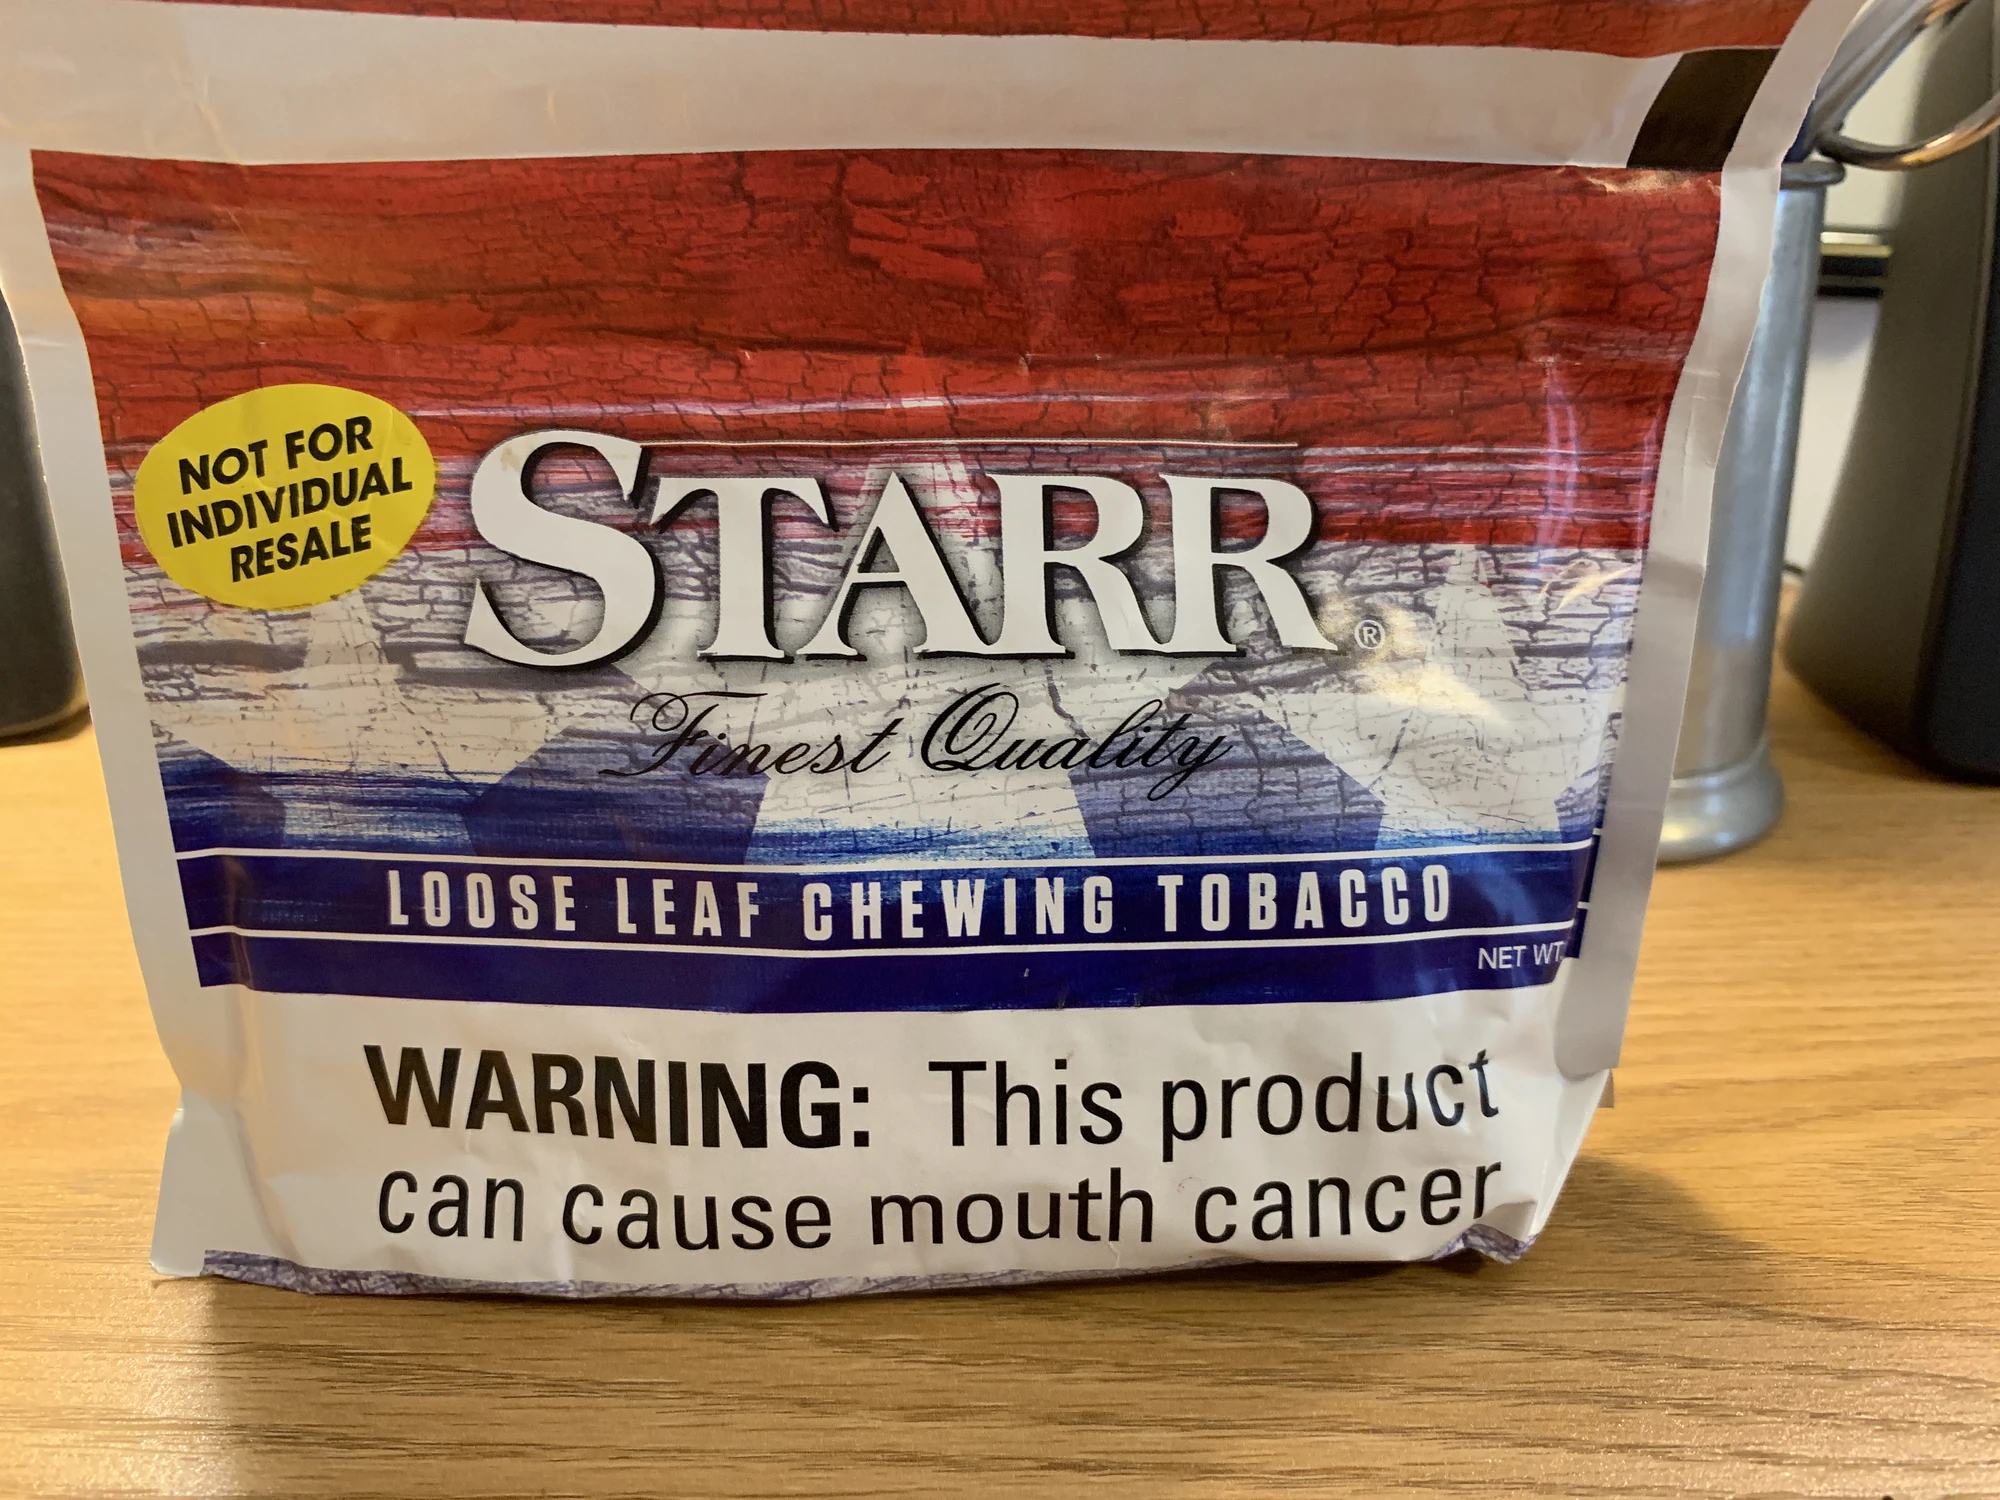 NOT FOR
INDIVIDUAL
RESALE
STARR®
Finest Quality
LOOSE LEAF CHEWING TOBACCO
NET WT.
WARNING: This product
can cause mouth cancer